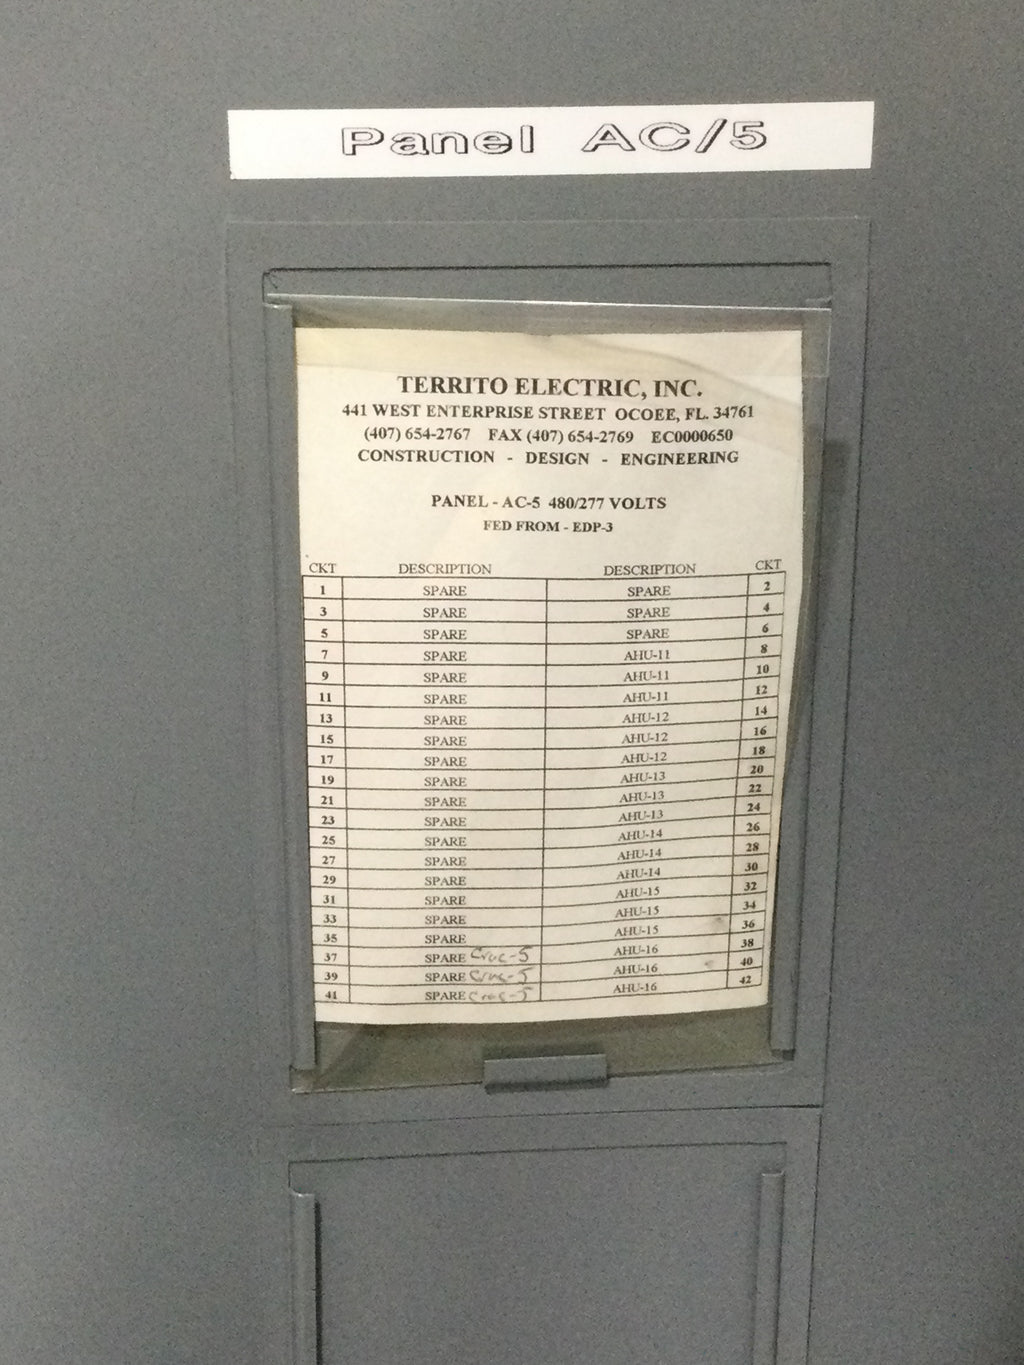 Panel AC/5
TERRITO ELECTRIC, INC.
441 WEST ENTERPRISE STREET OCOEE, FL. 34761
(407) 654-2767 FAX (407) 654-2769 EC0000650
CONSTRUCTION - DESIGN - ENGINEERING
PANEL - AC-5 480/277 VOLTS
FED FROM - EDP-3
CKT DESCRIPTION DESCRIPTION CKT
1 SPARE SPARE 2
3 SPARE SPARE 4
5 SPARE SPARE 6
7 SPARE AHU-11 8
9 SPARE AHU-11 10
11 SPARE AHU-11 12
13 SPARE AHU-12 14
15 SPARE AHU-12 16
17 SPARE AHU-12 18
19 SPARE AHU-13 20
21 SPARE AHU-13 22
23 SPARE AHU-13 24
25 SPARE AHU-14 26
27 SPARE AHU-14 28
29 SPARE AHU-14 30
31 SPARE AHU-15 32
33 SPARE AHU-15 34
35 SPARE AHU-15 36
37 SPARE Crac-5 AHU-16 38
39 SPARE Crac-5 AHU-16 40
41 SPARE Crac-5 AHU-16 42